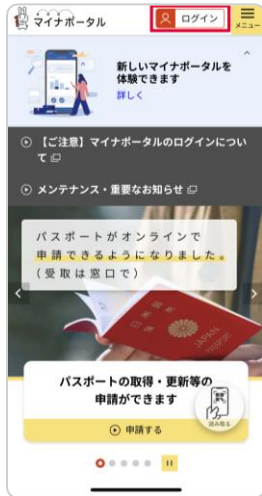 マイナポータル
ログイン
メニュー
新しいマイナポータルを
体験できます
詳しく
【ご注意】マイナポータルのログインについ
て
メンテナンス・重要なお知らせ
パスポートがオンラインで
申請できるようになりました。
(受取は窓口で)
JAPAN
PASSPORT
パスポートの取得・更新等の
申請ができます
申請する
読み取る